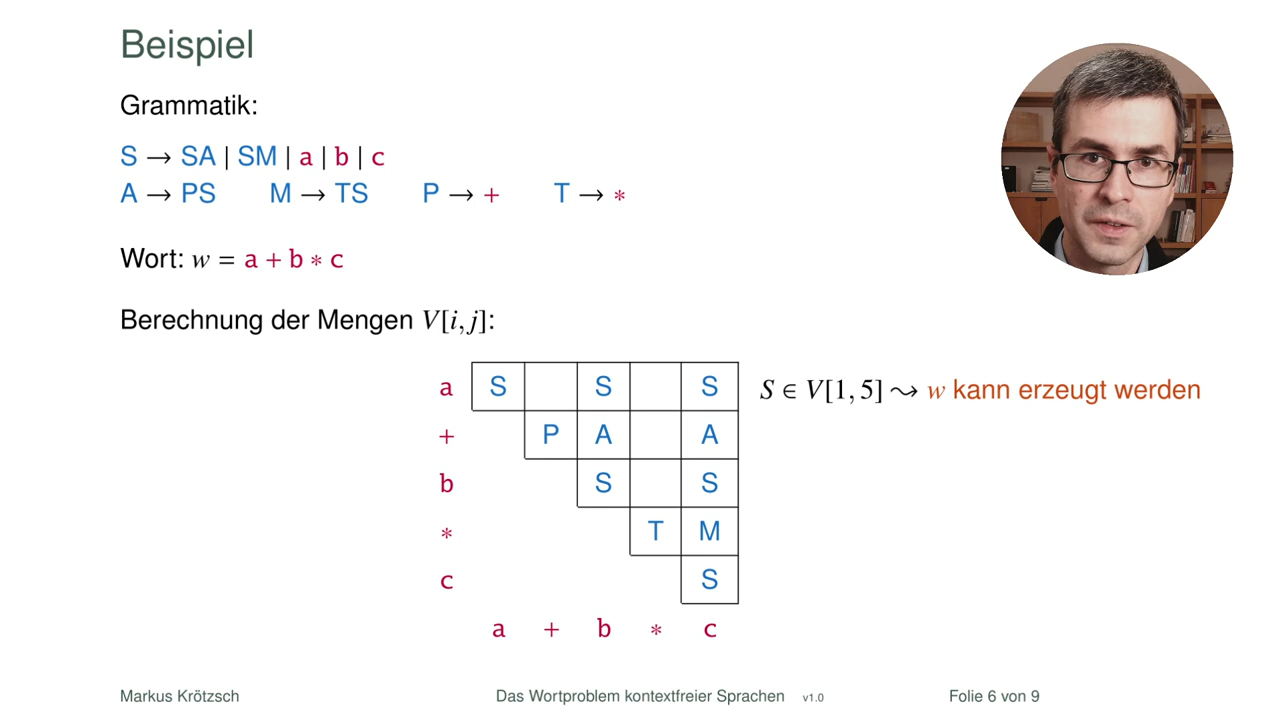 Beispiel
Grammatik:
S → SA | SM | a | b | c
A → PS M → TS P → + T → ∗
Wort: w = a + b ∗ c
Berechnung der Mengen V[i, j]:
a S S S S ∈ V[1, 5] ⤳ w kann erzeugt werden
+ P A A
b S S
∗ T M
c S
a + b ∗ c
Markus Krötzsch Das Wortproblem kontextfreier Sprachen v1.0 Folie 6 von 9